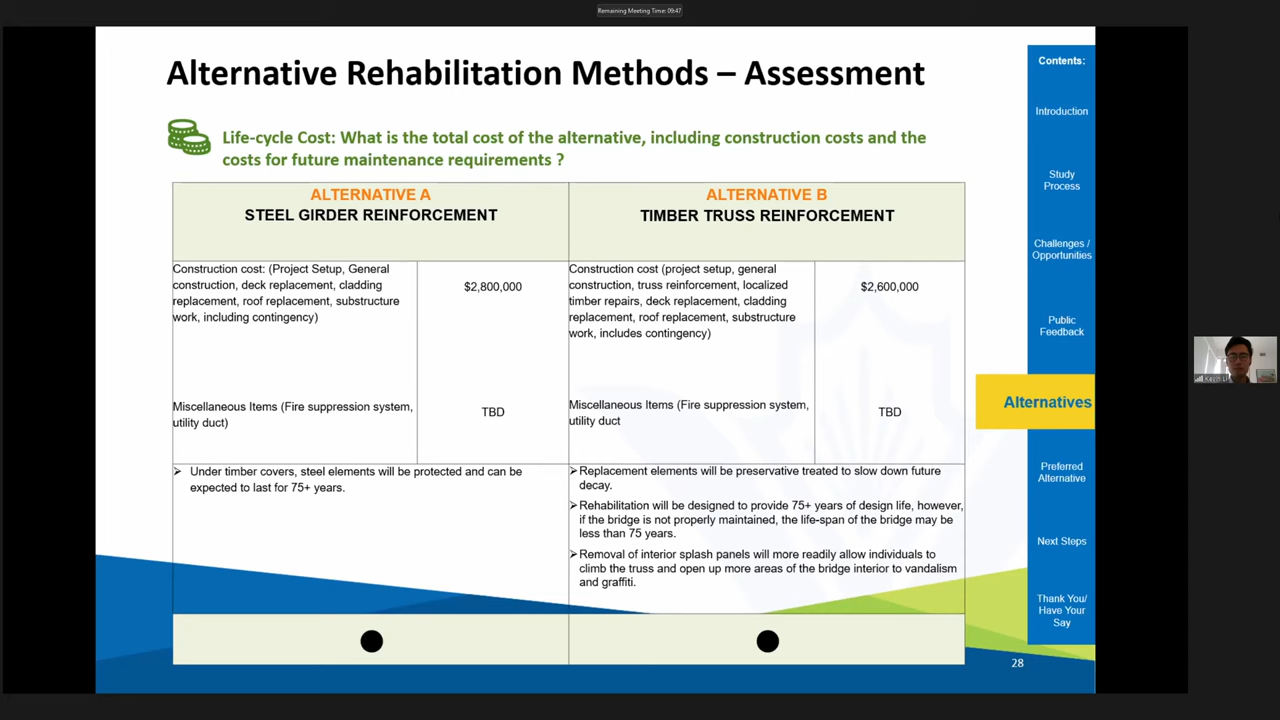 Remaining Meeting Time: 09:47
Alternative Rehabilitation Methods – Assessment
Life-cycle Cost: What is the total cost of the alternative, including construction costs and the
costs for future maintenance requirements ?
ALTERNATIVE A
STEEL GIRDER REINFORCEMENT
ALTERNATIVE B
TIMBER TRUSS REINFORCEMENT
Construction cost: (Project Setup, General
construction, deck replacement, cladding
replacement, roof replacement, substructure
work, including contingency)
$2,800,000
Construction cost (project setup, general
construction, truss reinforcement, localized
timber repairs, deck replacement, cladding
replacement, roof replacement, substructure
work, includes contingency)
$2,600,000
Miscellaneous Items (Fire suppression system,
utility duct)
TBD
Miscellaneous Items (Fire suppression system,
utility duct
TBD
➢ Under timber covers, steel elements will be protected and can be
expected to last for 75+ years.
➢Replacement elements will be preservative treated to slow down future
decay.
➢Rehabilitation will be designed to provide 75+ years of design life, however,
if the bridge is not properly maintained, the life-span of the bridge may be
less than 75 years.
➢Removal of interior splash panels will more readily allow individuals to
climb the truss and open up more areas of the bridge interior to vandalism
and graffiti.
28
Contents:
Introduction
Study
Process
Challenges /
Opportunities
Public
Feedback
Alternatives
Preferred
Alternative
Next Steps
Thank You/
Have Your
Say